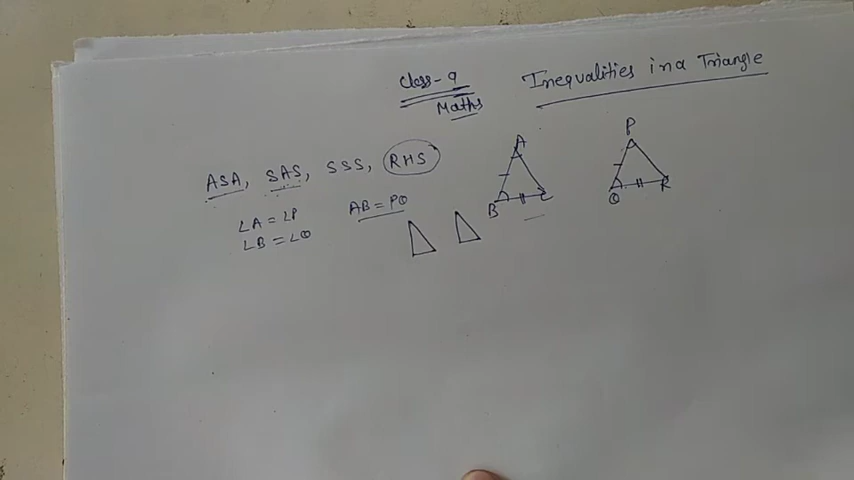 Class-9
Maths
Inequalities in a Triangle
ASA, SAS, SSS, RHS
∠A = ∠P
∠B = ∠Q
AB = PQ
A
B
C
P
Q
R